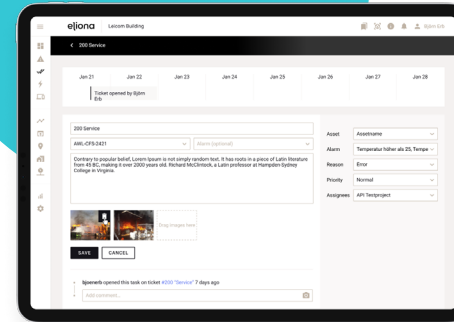 eliona Leicom Building Björn Erb
200 Service
Jan 21 Jan 22 Jan 23 Jan 24 Jan 25 Jan 26 Jan 27 Jan 28
Ticket opened by Björn
Erb
200 Service
AWL-CFS-2421 Alarm (optional)
Contrary to popular belief, Lorem Ipsum is not simply random text. It has roots in a piece of Latin literature
from 45 BC, making it over 2000 years old. Richard McClintock, a Latin professor at Hampden-Sydney
College in Virginia
Asset Assetname
Alarm Temperatur höher als 25, Tempe
Reason Error
Priority Normal
Assignees API Testproject
Drag images here
SAVE CANCEL
bjoenerb opened this task on ticket #200 "Service" 7 days ago
Add comment...